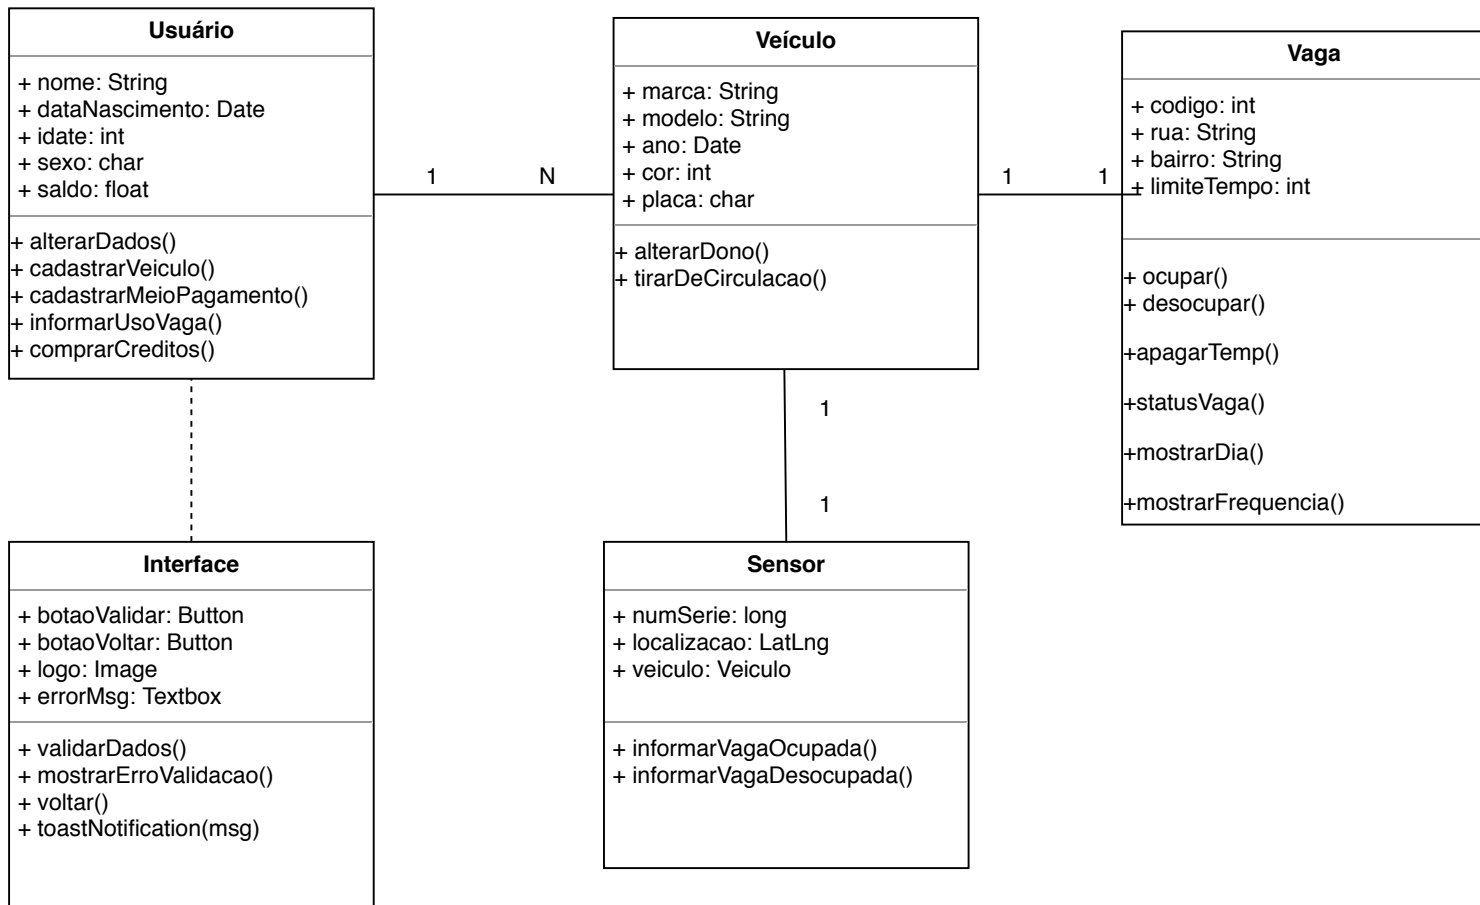 Usuário
+ nome: String
+ dataNascimento: Date
+ idate: int
+ sexo: char
+ saldo: float
+ alterarDados()
+ cadastrarVeiculo()
+ cadastrarMeioPagamento()
+ informarUsoVaga()
+ comprarCreditos()
1
N
Veículo
+ marca: String
+ modelo: String
+ ano: Date
+ cor: int
+ placa: char
+ alterarDono()
+ tirarDeCirculacao()
1
1
Vaga
+ codigo: int
+ rua: String
+ bairro: String
+ limiteTempo: int
+ ocupar()
+ desocupar()
+apagarTemp()
+statusVaga()
+mostrarDia()
+mostrarFrequencia()
1
1
Interface
+ botaoValidar: Button
+ botaoVoltar: Button
+ logo: Image
+ errorMsg: Textbox
+ validarDados()
+ mostrarErroValidacao()
+ voltar()
+ toastNotification(msg)
Sensor
+ numSerie: long
+ localizacao: LatLng
+ veiculo: Veiculo
+ informarVagaOcupada()
+ informarVagaDesocupada()